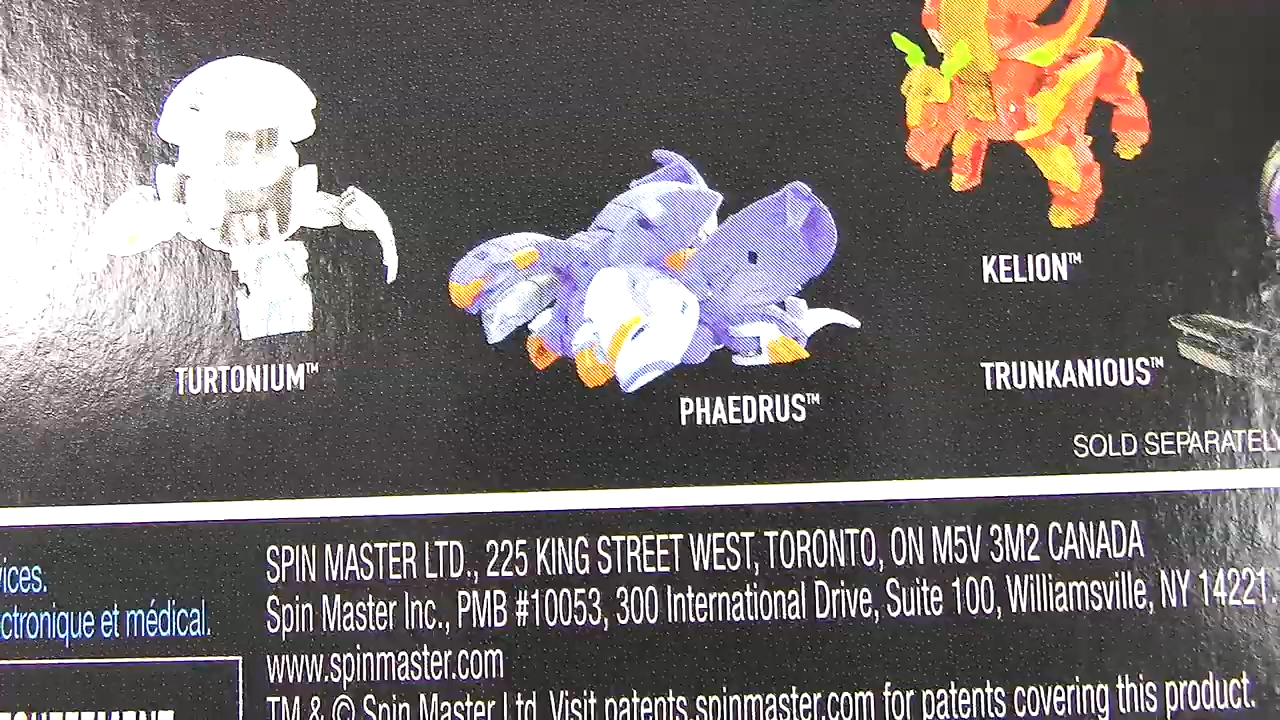 KELION™
TURTONIUM™
TRUNKANIOUS™
PHAEDRUS™
SOLD SEPARATELY
SPIN MASTER LTD., 225 KING STREET WEST, TORONTO, ON M5V 3M2 CANADA
Spin Master Inc., PMB #10053, 300 International Drive, Suite 100, Williamsville, NY 14221.
www.spinmaster.com
TM & © Spin Master Ltd. Visit patents.spinmaster.com for patents covering this product.
ices.
ctronique et médical.